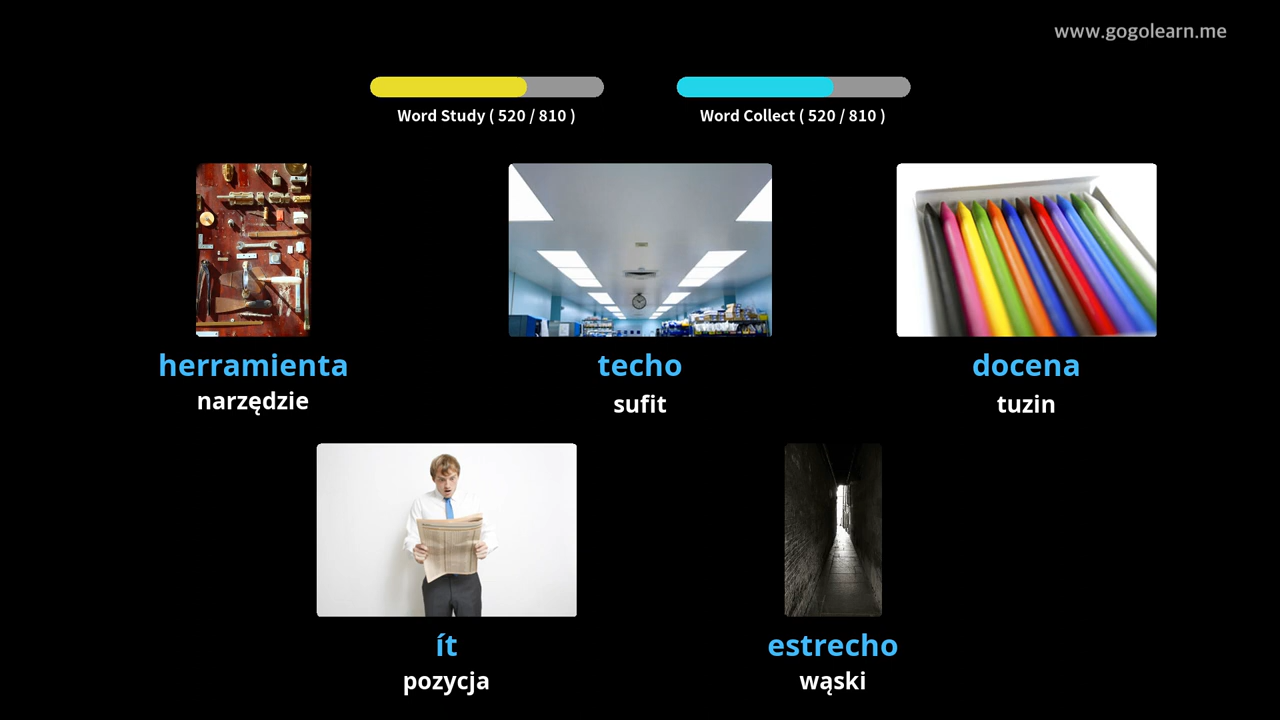 www.gogolearn.me
Word Study ( 520 / 810 )
Word Collect ( 520 / 810 )
herramienta
narzędzie
techo
sufit
docena
tuzin
ít
pozycja
estrecho
wąski